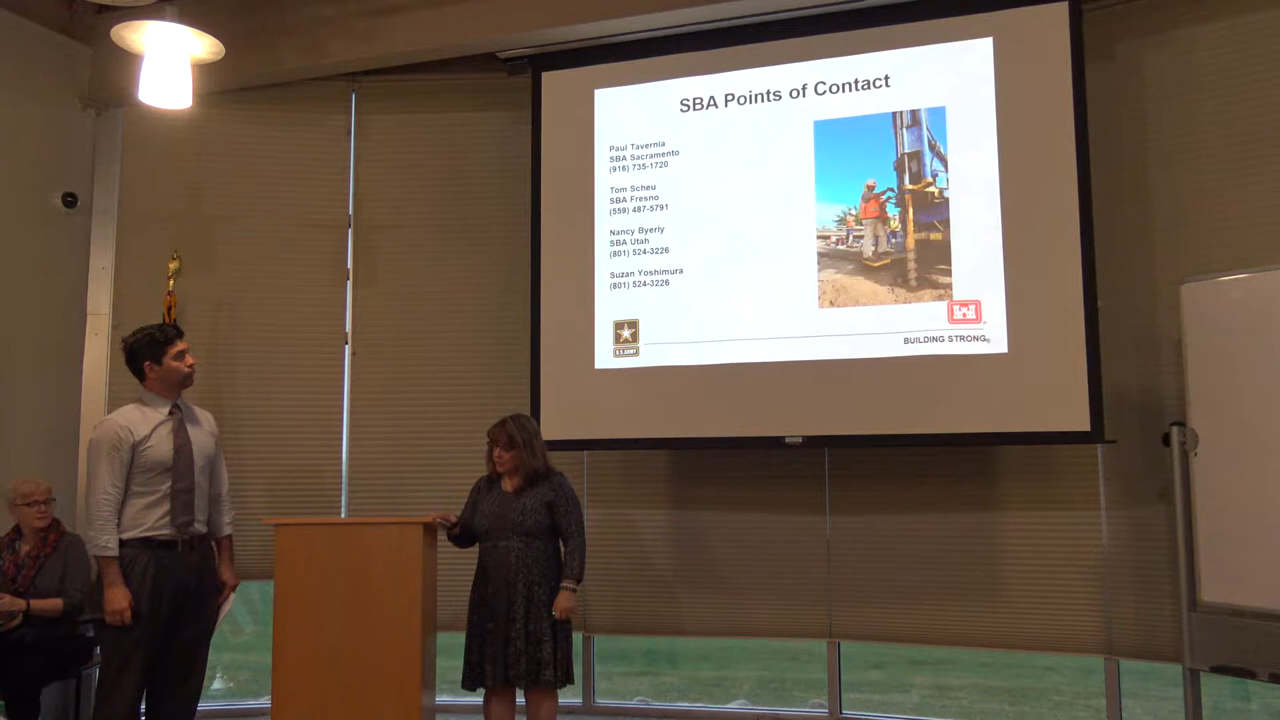 SBA Points of Contact
Paul Tavernia
SBA Sacramento
(916) 735-1720
Tom Scheu
SBA Fresno
(559) 487-5791
Nancy Byerly
SBA Utah
(801) 524-3226
Suzan Yoshimura
(801) 524-3226
U.S.ARMY
BUILDING STRONG®